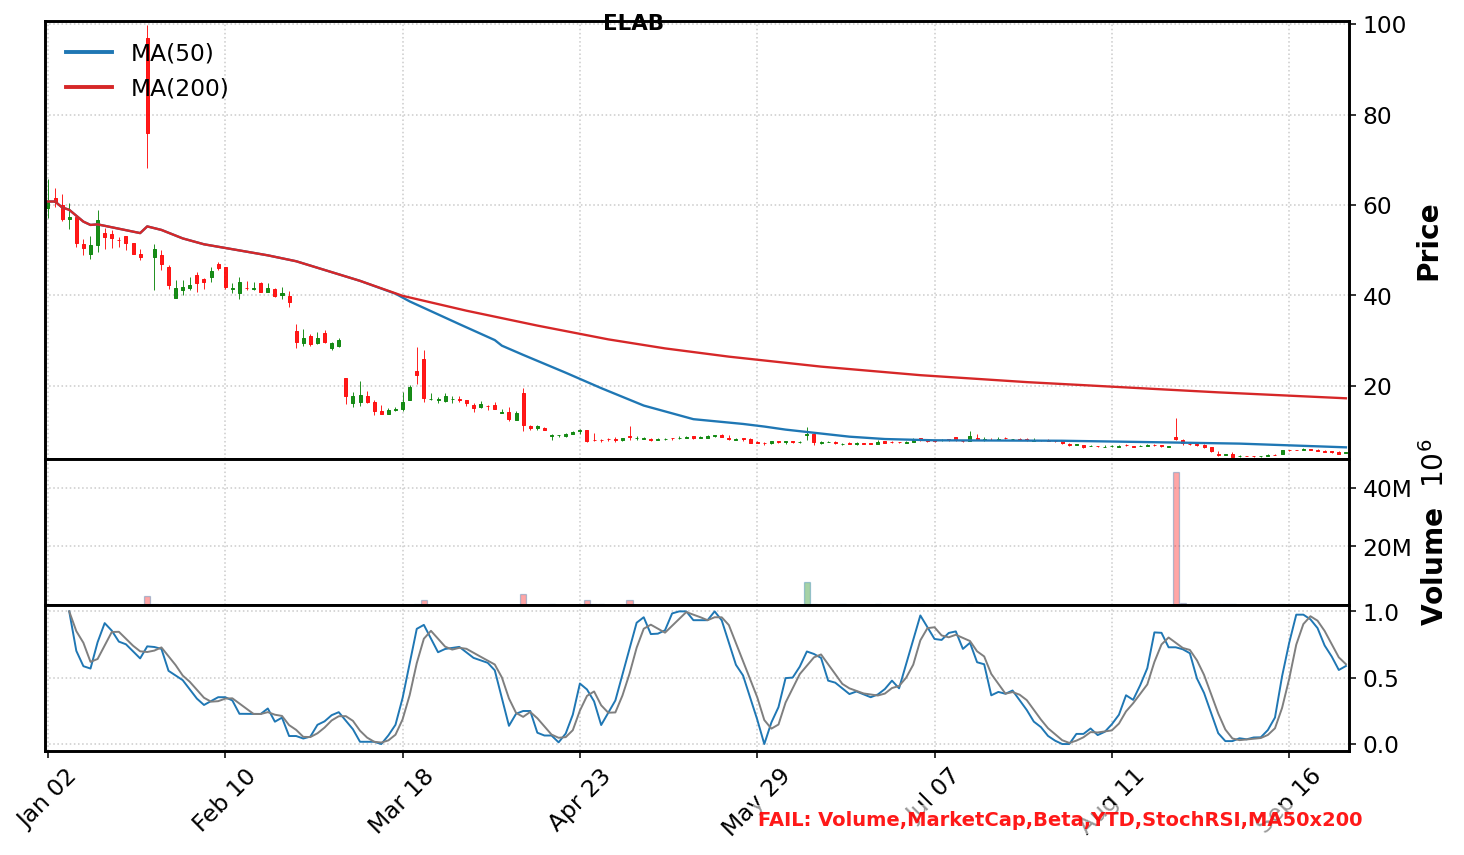 ELAB
MA(50)
MA(200)
100
80
60
40
20
Price
40M
20M
Volume 10^6
1.0
0.5
0.0
Jan 02
Feb 10
Mar 18
Apr 23
May 29
Jul 07
Aug 11
Sep 16
FAIL: Volume,MarketCap,Beta,YTD,StochRSI,MA50x200